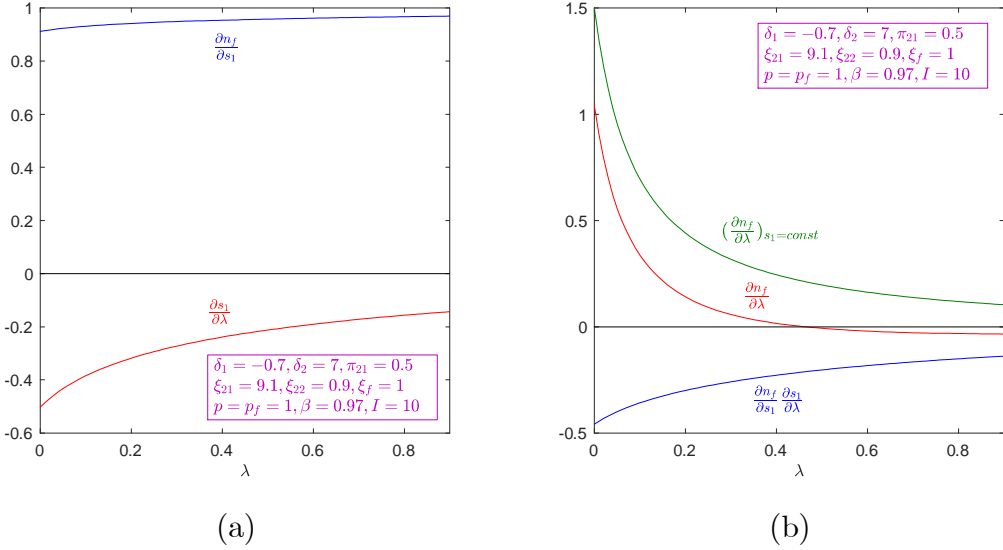 1
0.8
0.6
0.4
0.2
0
-0.2
-0.4
-0.6
0
0.2
0.4
0.6
0.8
λ
∂n_f/∂s_1
∂s_1/∂λ
δ_1 = −0.7, δ_2 = 7, π_21 = 0.5
ξ_21 = 9.1, ξ_22 = 0.9, ξ_f = 1
p = p_f = 1, β = 0.97, I = 10
(a)
1.5
1
0.5
0
-0.5
0
0.2
0.4
0.6
0.8
λ
δ_1 = −0.7, δ_2 = 7, π_21 = 0.5
ξ_21 = 9.1, ξ_22 = 0.9, ξ_f = 1
p = p_f = 1, β = 0.97, I = 10
(∂n_f/∂λ)_{s_1=const}
∂n_f/∂λ
∂n_f/∂s_1 ∂s_1/∂λ
(b)